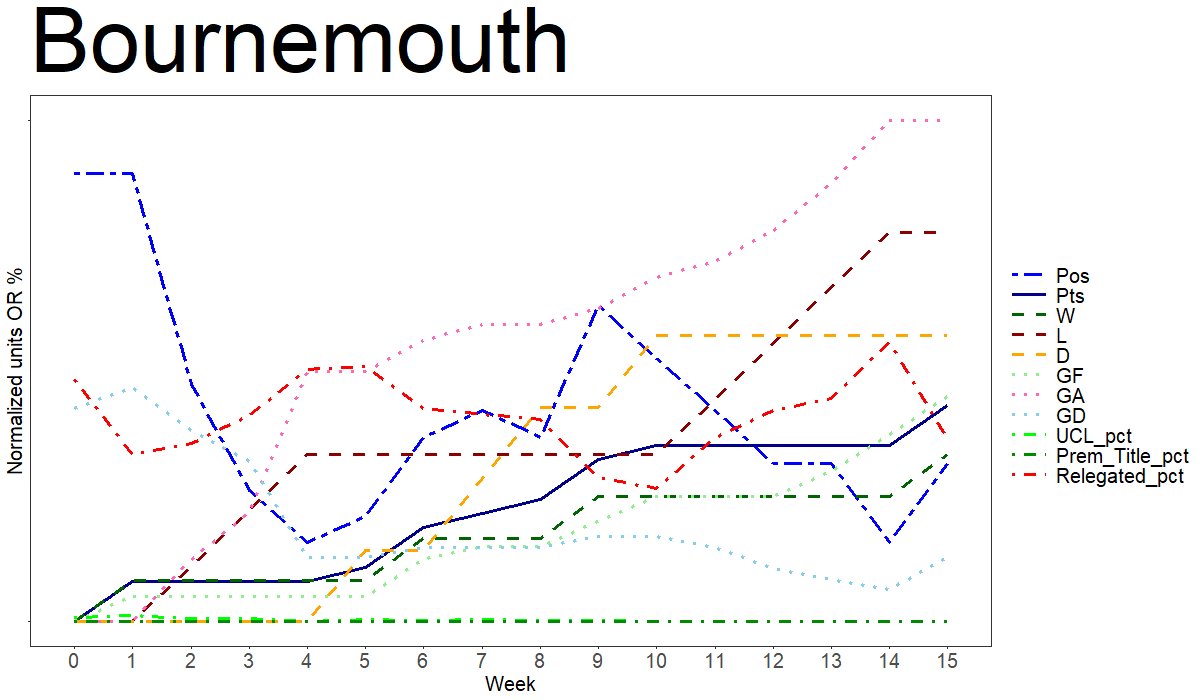 Bournemouth
Normalized units OR %
Pos
Pts
W
L
D
GF
GA
GD
UCL_pct
Prem_Title_pct
Relegated_pct
0 1 2 3 4 5 6 7 8 9 10 11 12 13 14 15
Week